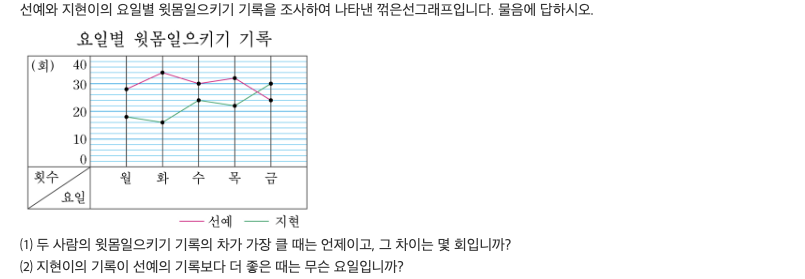 선예와 지현이의 요일별 윗몸일으키기 기록을 조사하여 나타낸 꺾은선그래프입니다. 물음에 답하시오.
요일별 윗몸일으키기 기록
(회) 40
30
20
10
0
횟수 월 화 수 목 금
요일
선예 지현
(1) 두 사람의 윗몸일으키기 기록의 차가 가장 클 때는 언제이고, 그 차이는 몇 회입니까?
(2) 지현이의 기록이 선예의 기록보다 더 좋은 때는 무슨 요일입니까?